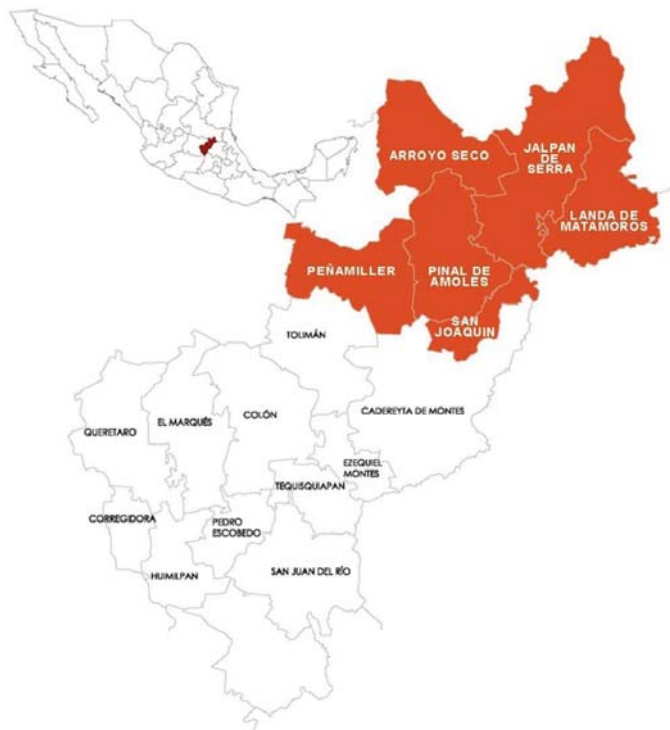 ARROYO SECO
JALPAN
DE
SERRA
LANDA DE
MATAMOROS
PEÑAMILLER
PINAL DE
AMOLES
SAN
JOAQUIN
TOLIMÁN
CADEREYTA DE MONTES
COLÓN
EL MARQUÉS
QUERETARO
EZEQUIEL
MONTES
TEQUISQUIAPAN
CORREGIDORA
PEDRO
ESCOBEDO
HUIMILPAN
SAN JUAN DEL RÍO